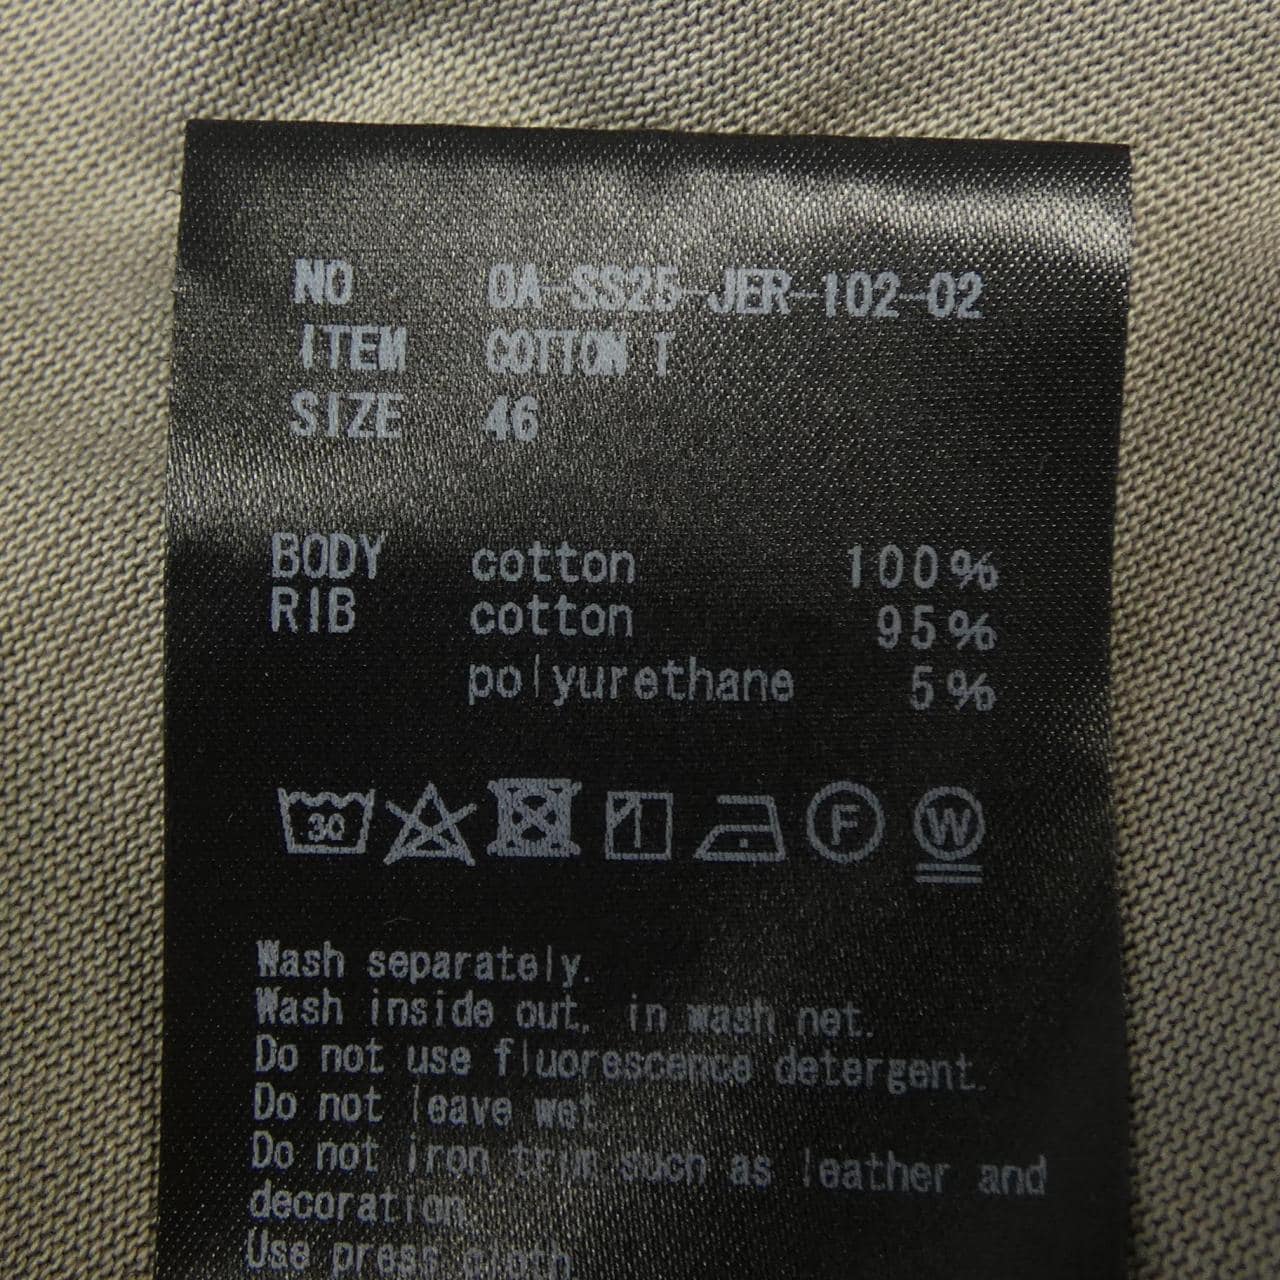 NO OA-SS25-JER-102-02
ITEM COTTON T
SIZE 46
BODY cotton 100%
RIB cotton 95%
polyurethane 5%
30 F W
Wash separately.
Wash inside out, in wash net.
Do not use fluorescence detergent.
Do not leave wet.
Do not iron trim such as leather and
decoration.
Use press cloth